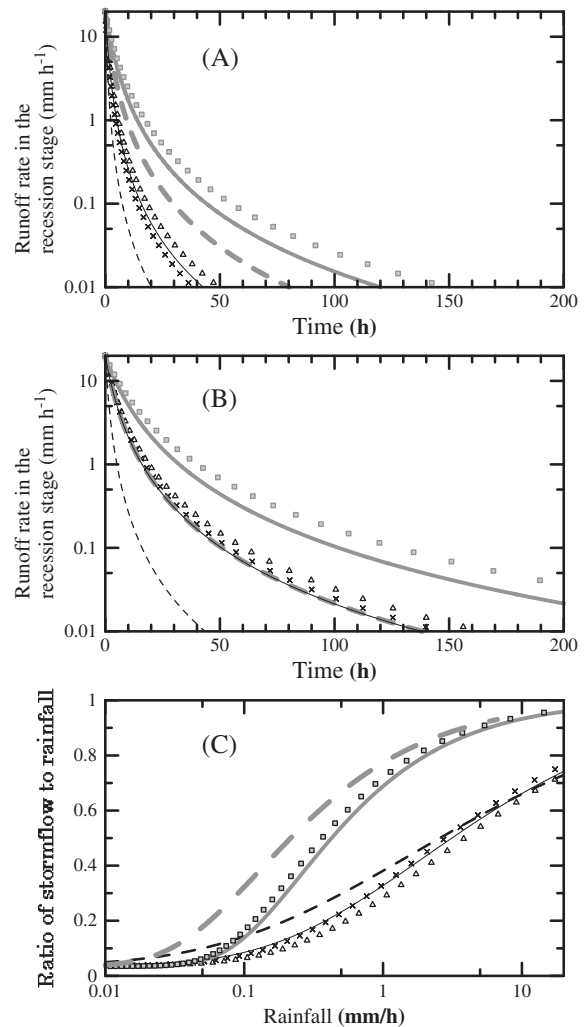 10
1
0.1
0.01
(A)
Runoff rate in the
recession stage (mm h⁻¹)
0
50
100
150
200
Time (h)
10
1
0.1
0.01
(B)
Runoff rate in the
recession stage (mm h⁻¹)
0
50
100
150
200
Time (h)
1
0.8
0.6
0.4
0.2
0
(C)
Ratio of stormflow to rainfall
0.01
0.1
1
10
Rainfall (mm/h)